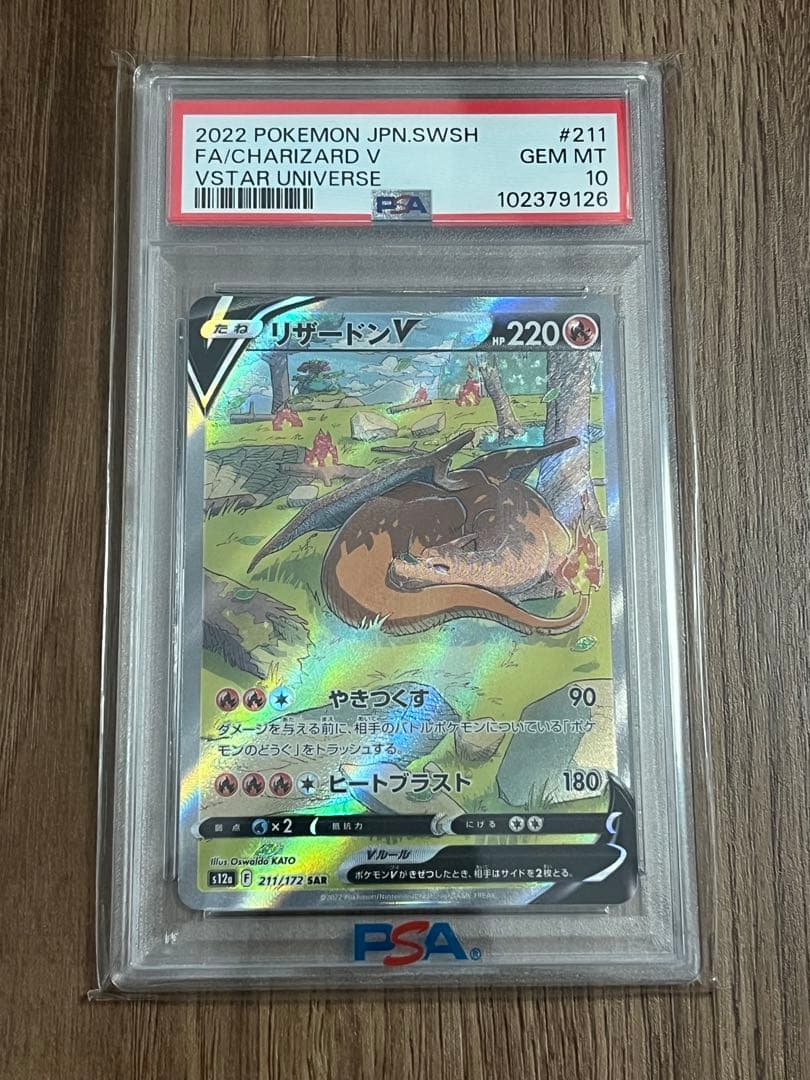 2022 POKEMON JPN.SWSH #211
FA/CHARIZARD V GEM MT
VSTAR UNIVERSE 10
PSA 102379126
たね リザードンV HP 220
やきつくす 90
ダメージを与える前に、相手のバトルポケモンについている「ポケ
モンのどうぐ」をトラッシュする。
ヒートブラスト 180
弱点 ×2 抵抗力 にげる
Illus. Oswaldo KATO
Vルール
s12a F 211/172 SAR
ポケモンVがきぜつしたとき、相手はサイドを2枚とる。
©2022 Pokémon/Nintendo
PSA®